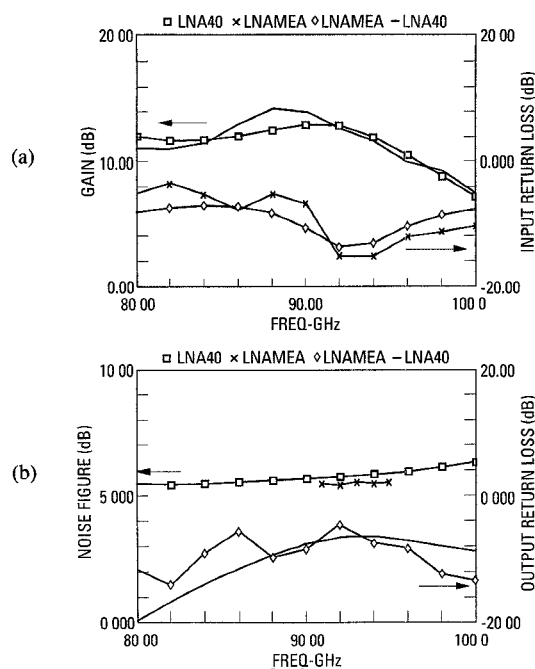 □ LNA40 × LNAMEA ◇ LNAMEA – LNA40
(a)
GAIN (dB)
20 00
10.00
0.00
20 00
0.000
-20 00
INPUT RETURN LOSS (dB)
80 00 90.00 100 0
FREQ-GHz
□ LNA40 × LNAMEA ◇ LNAMEA – LNA40
(b)
NOISE FIGURE (dB)
10 00
5 000
0 000
20.00
0 000
-20 00
OUTPUT RETURN LOSS (dB)
80 00 90 00 100 0
FREQ-GHz